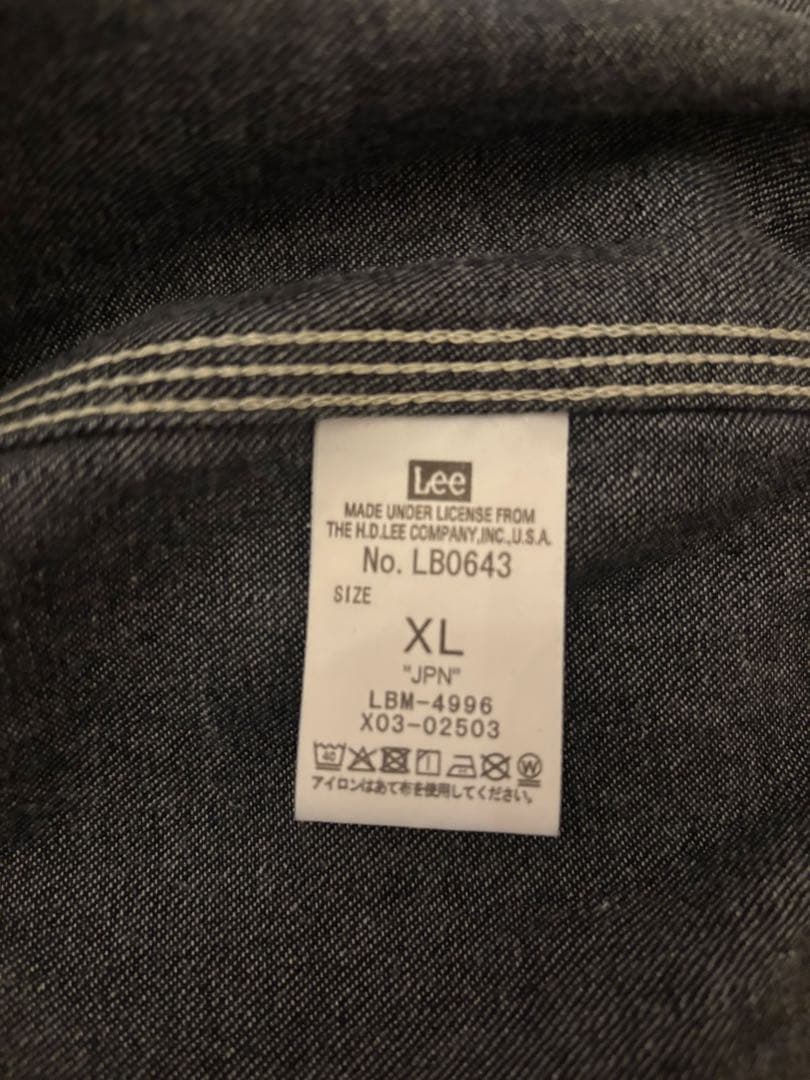 Lee
MADE UNDER LICENSE FROM
THE H.D.LEE COMPANY,INC.,U.S.A.
No. LB0643
SIZE
XL
"JPN"
LBM-4996
X03-02503
40
W
アイロンはあて布を使用してください。